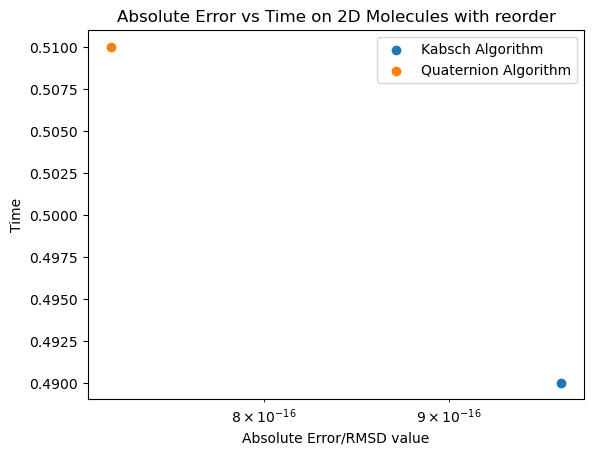 Absolute Error vs Time on 2D Molecules with reorder
Kabsch Algorithm
Quaternion Algorithm
Time
0.5100
0.5075
0.5050
0.5025
0.5000
0.4975
0.4950
0.4925
0.4900
8 × 10⁻¹⁶
9 × 10⁻¹⁶
Absolute Error/RMSD value